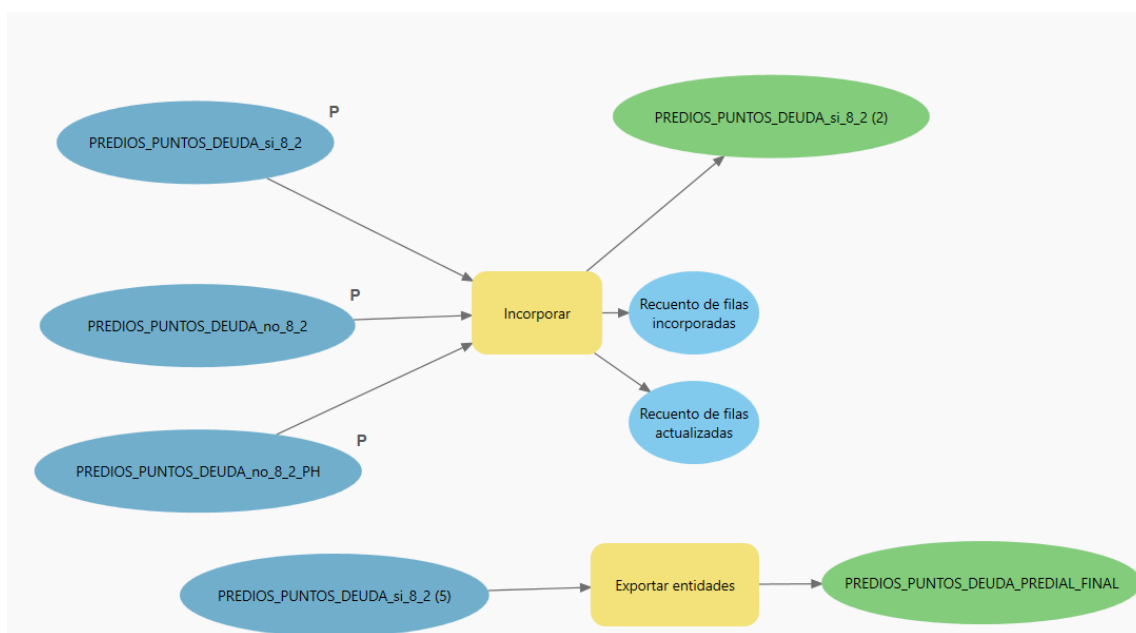 P
PREDIOS_PUNTOS_DEUDA_si_8_2
PREDIOS_PUNTOS_DEUDA_si_8_2 (2)
P
PREDIOS_PUNTOS_DEUDA_no_8_2
Incorporar
Recuento de filas
incorporadas
Recuento de filas
actualizadas
P
PREDIOS_PUNTOS_DEUDA_no_8_2_PH
PREDIOS_PUNTOS_DEUDA_si_8_2 (5)
Exportar entidades
PREDIOS_PUNTOS_DEUDA_PREDIAL_FINAL